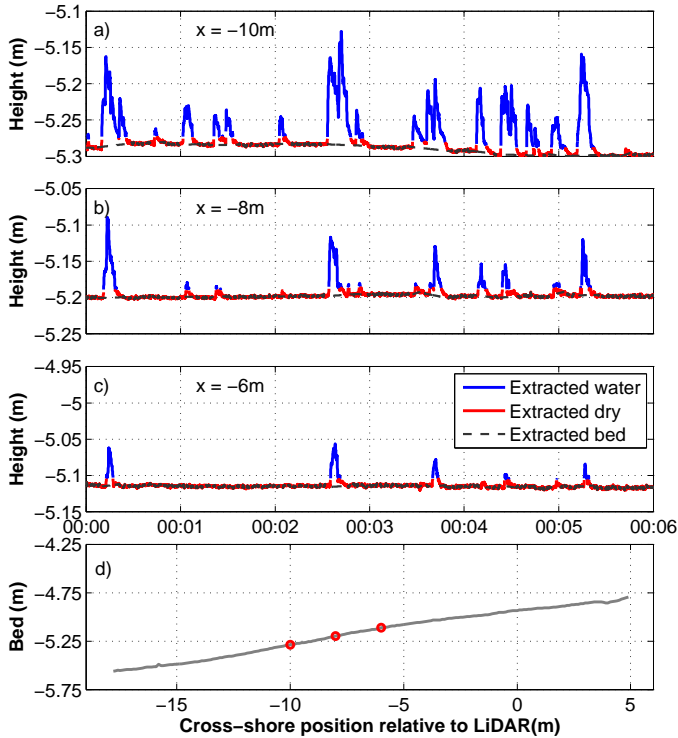 a)
x = −10m
Height (m)
−5.1
−5.15
−5.2
−5.25
−5.3
b)
x = −8m
Height (m)
−5.05
−5.1
−5.15
−5.2
−5.25
c)
x = −6m
Height (m)
−4.95
−5
−5.05
−5.1
−5.15
Extracted water
Extracted dry
Extracted bed
00:00 00:01 00:02 00:03 00:04 00:05 00:06
d)
Bed (m)
−4.25
−4.75
−5.25
−5.75
−15 −10 −5 0 5
Cross−shore position relative to LiDAR(m)